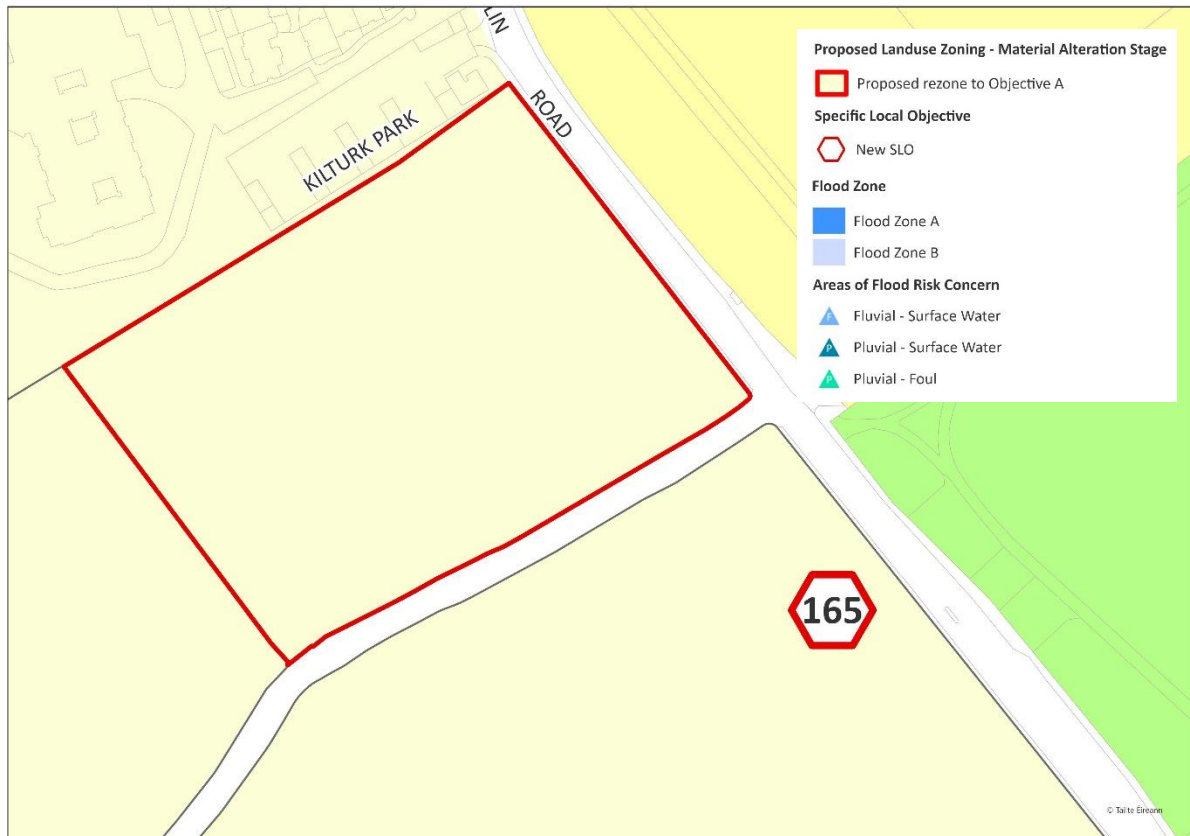 LIN
ROAD
KILTURK PARK
165
Proposed Landuse Zoning - Material Alteration Stage
Proposed rezone to Objective A
Specific Local Objective
New SLO
Flood Zone
Flood Zone A
Flood Zone B
Areas of Flood Risk Concern
F Fluvial - Surface Water
P Pluvial - Surface Water
P Pluvial - Foul
© Tailte Éireann